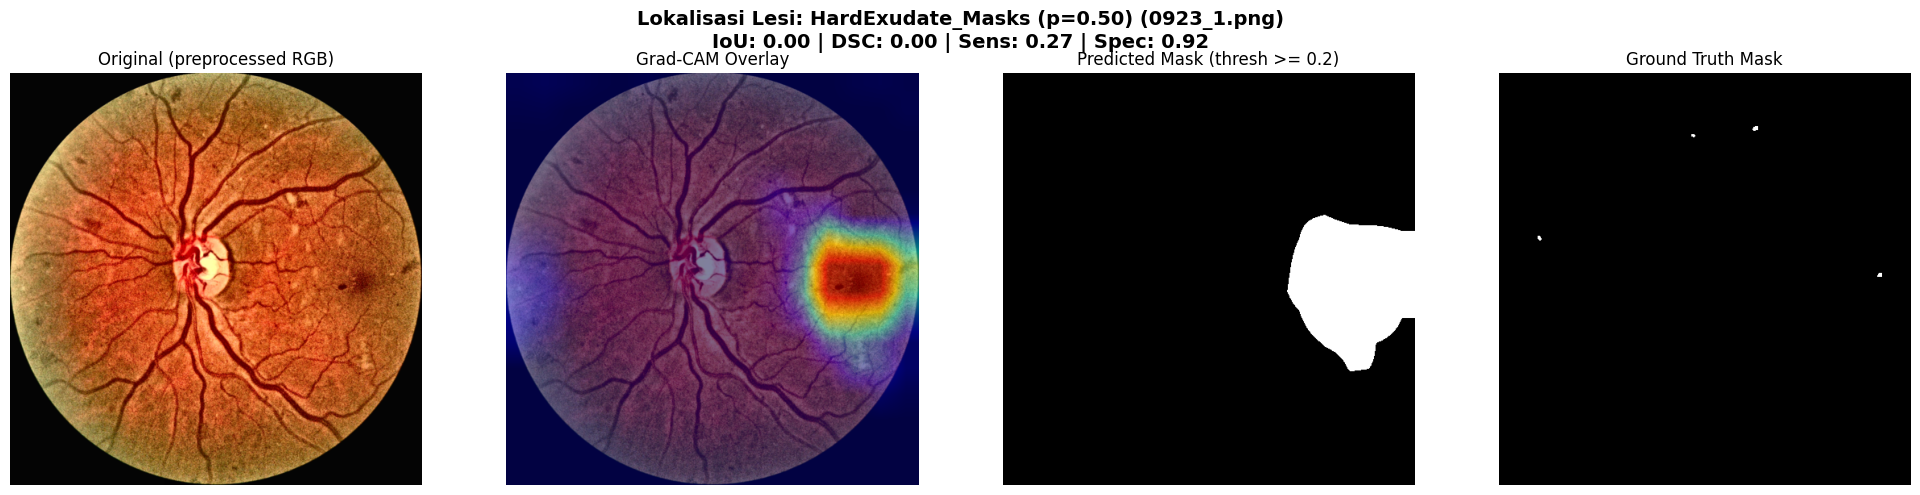 Lokalisasi Lesi: HardExudate_Masks (p=0.50) (0923_1.png)
IoU: 0.00 | DSC: 0.00 | Sens: 0.27 | Spec: 0.92
Original (preprocessed RGB)
Grad-CAM Overlay
Predicted Mask (thresh >= 0.2)
Ground Truth Mask